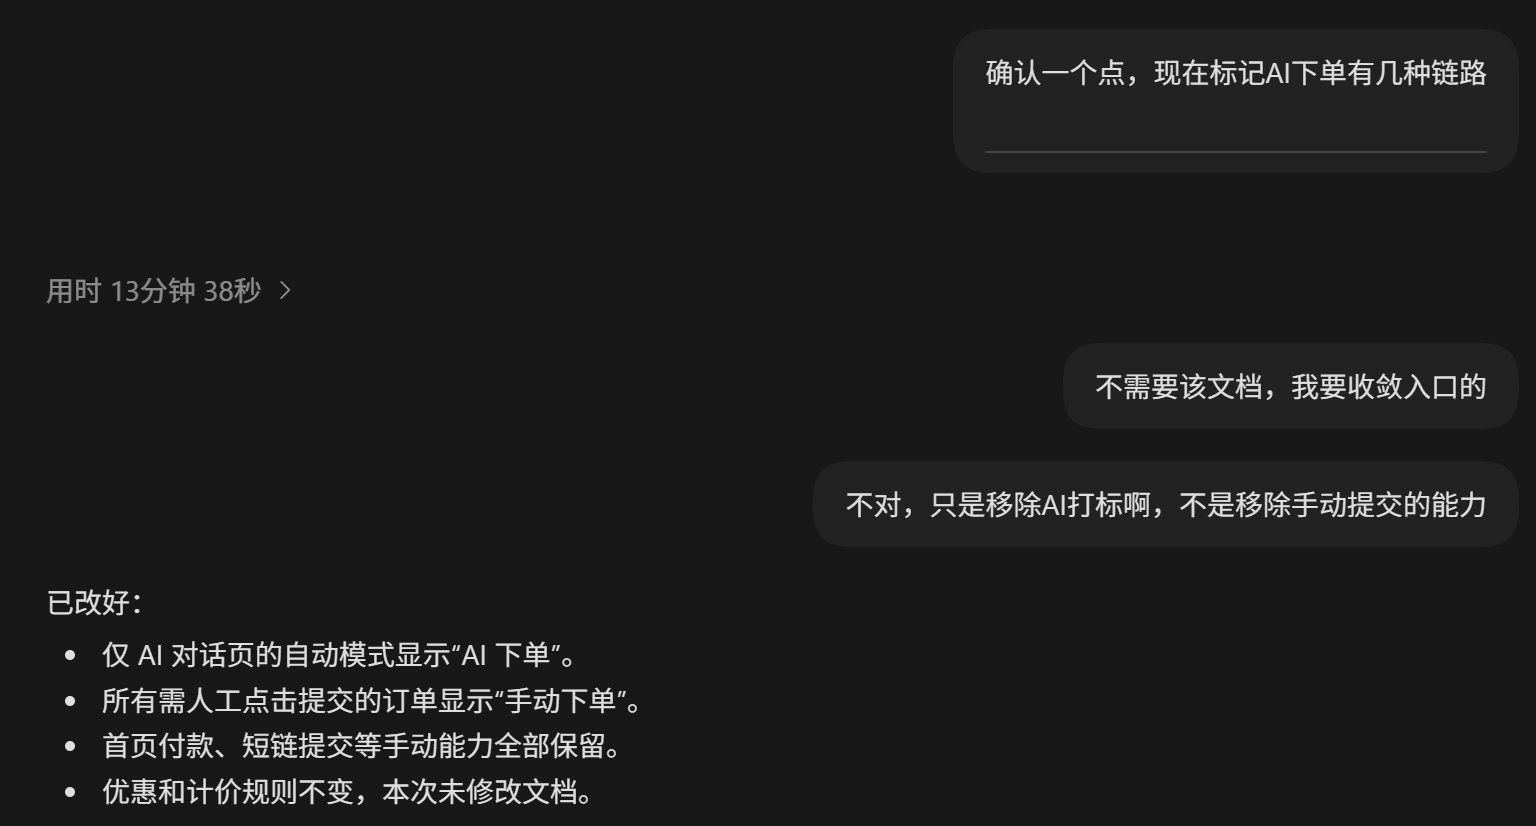 确认一个点，现在标记AI下单有几种链路
用时 13分钟 38秒
不需要该文档，我要收敛入口的
不对，只是移除AI打标啊，不是移除手动提交的能力
已改好：
仅 AI 对话页的自动模式显示“AI 下单”。
所有需人工点击提交的订单显示“手动下单”。
首页付款、短链提交等手动能力全部保留。
优惠和计价规则不变，本次未修改文档。